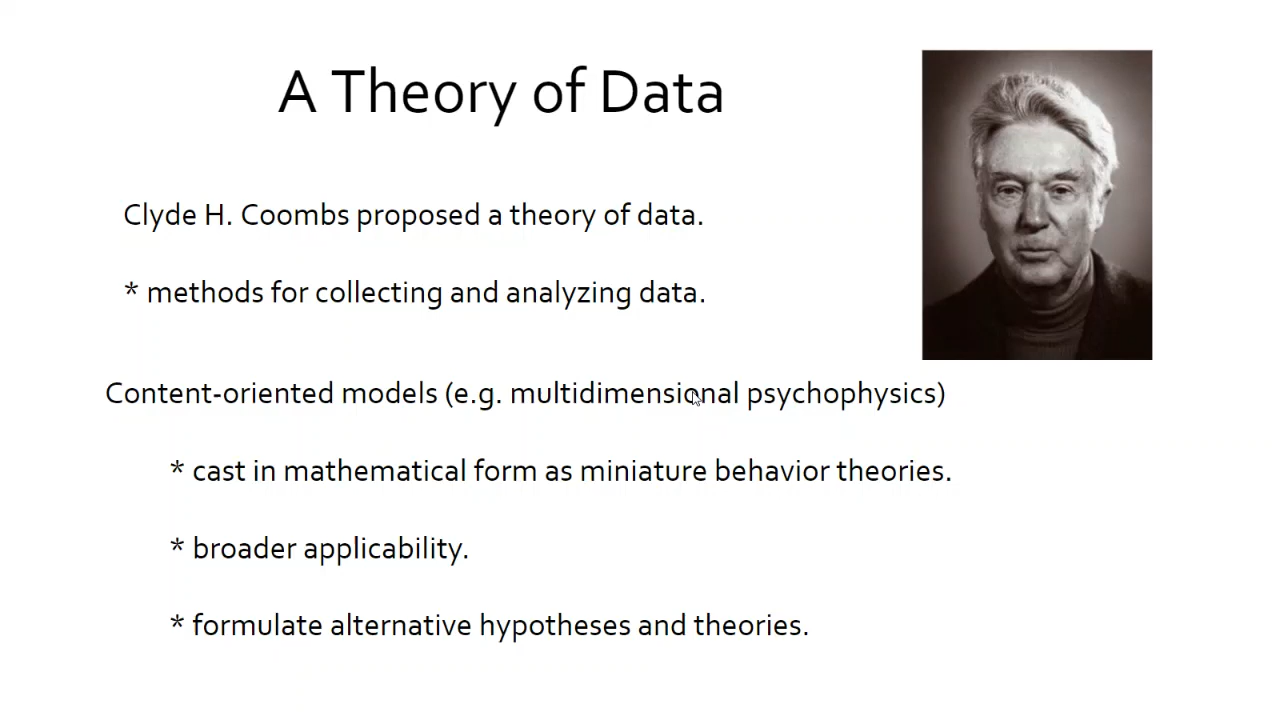 A Theory of Data
Clyde H. Coombs proposed a theory of data.
* methods for collecting and analyzing data.
Content-oriented models (e.g. multidimensional psychophysics)
* cast in mathematical form as miniature behavior theories.
* broader applicability.
* formulate alternative hypotheses and theories.